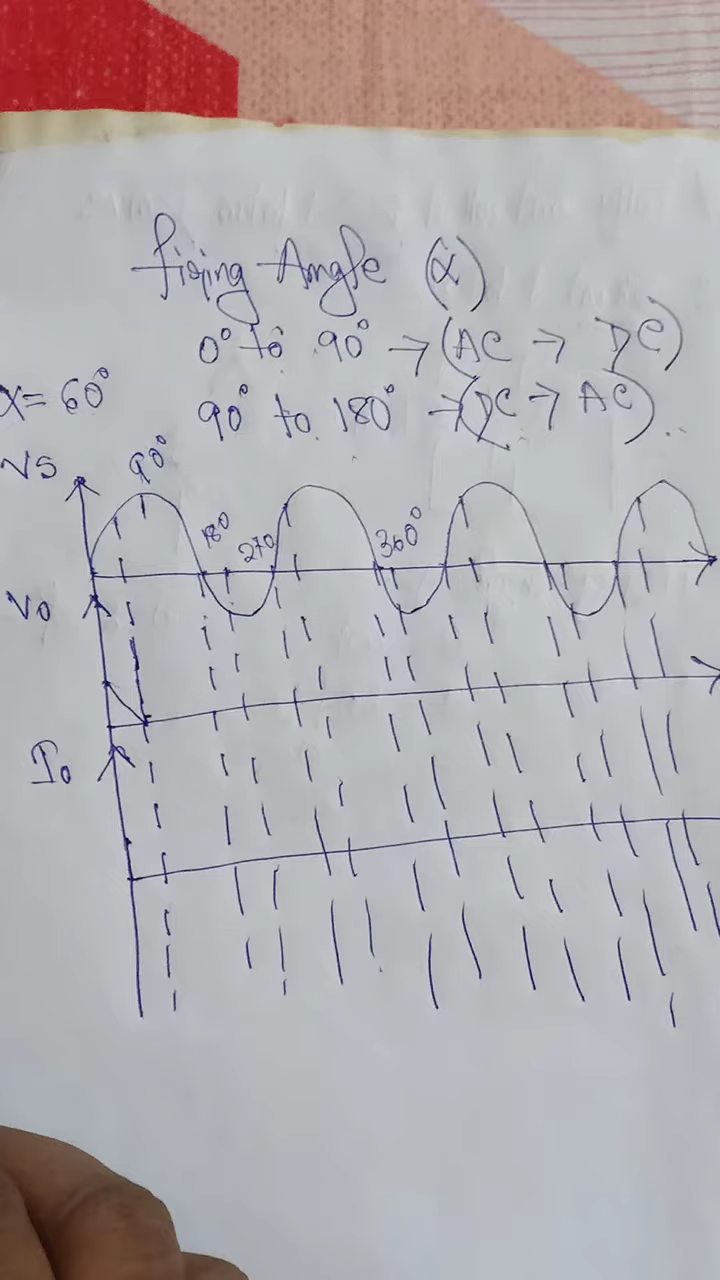 firing Angle (α)
0° to 90° → (AC → DC)
α = 60°
90° to 180° → (DC → AC)
Vs
90°
180
270
360°
Vo
Io